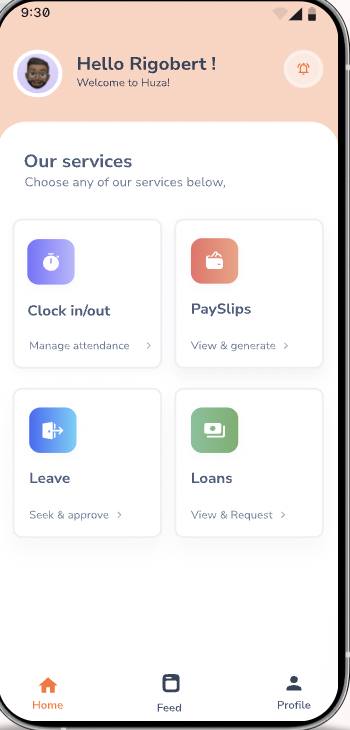 9:30
Hello Rigobert !
Welcome to Huza!
Our services
Choose any of our services below,
Clock in/out
Manage attendance
PaySlips
View & generate
Leave
Seek & approve
Loans
View & Request
Home
Feed
Profile